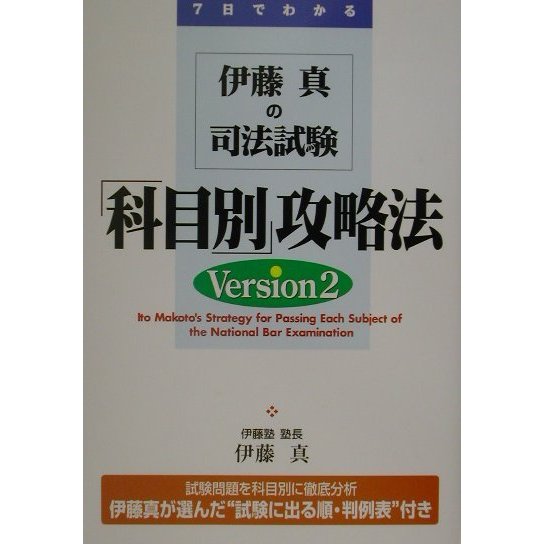 7日でわかる
伊藤 真
の
司法試験
「科目別」攻略法
Version2
Ito Makoto's Strategy for Passing Each Subject of
the National Bar Examination
伊藤塾 塾長
伊藤 真
試験問題を科目別に徹底分析
伊藤真が選んだ“試験に出る順・判例表”付き